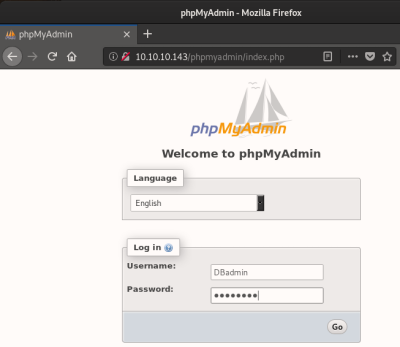 phpMyAdmin - Mozilla Firefox
phpMyAdmin
10.10.10.143/phpmyadmin/index.php
phpMyAdmin
Welcome to phpMyAdmin
Language
English
Log in
Username:
DBadmin
Password:
Go